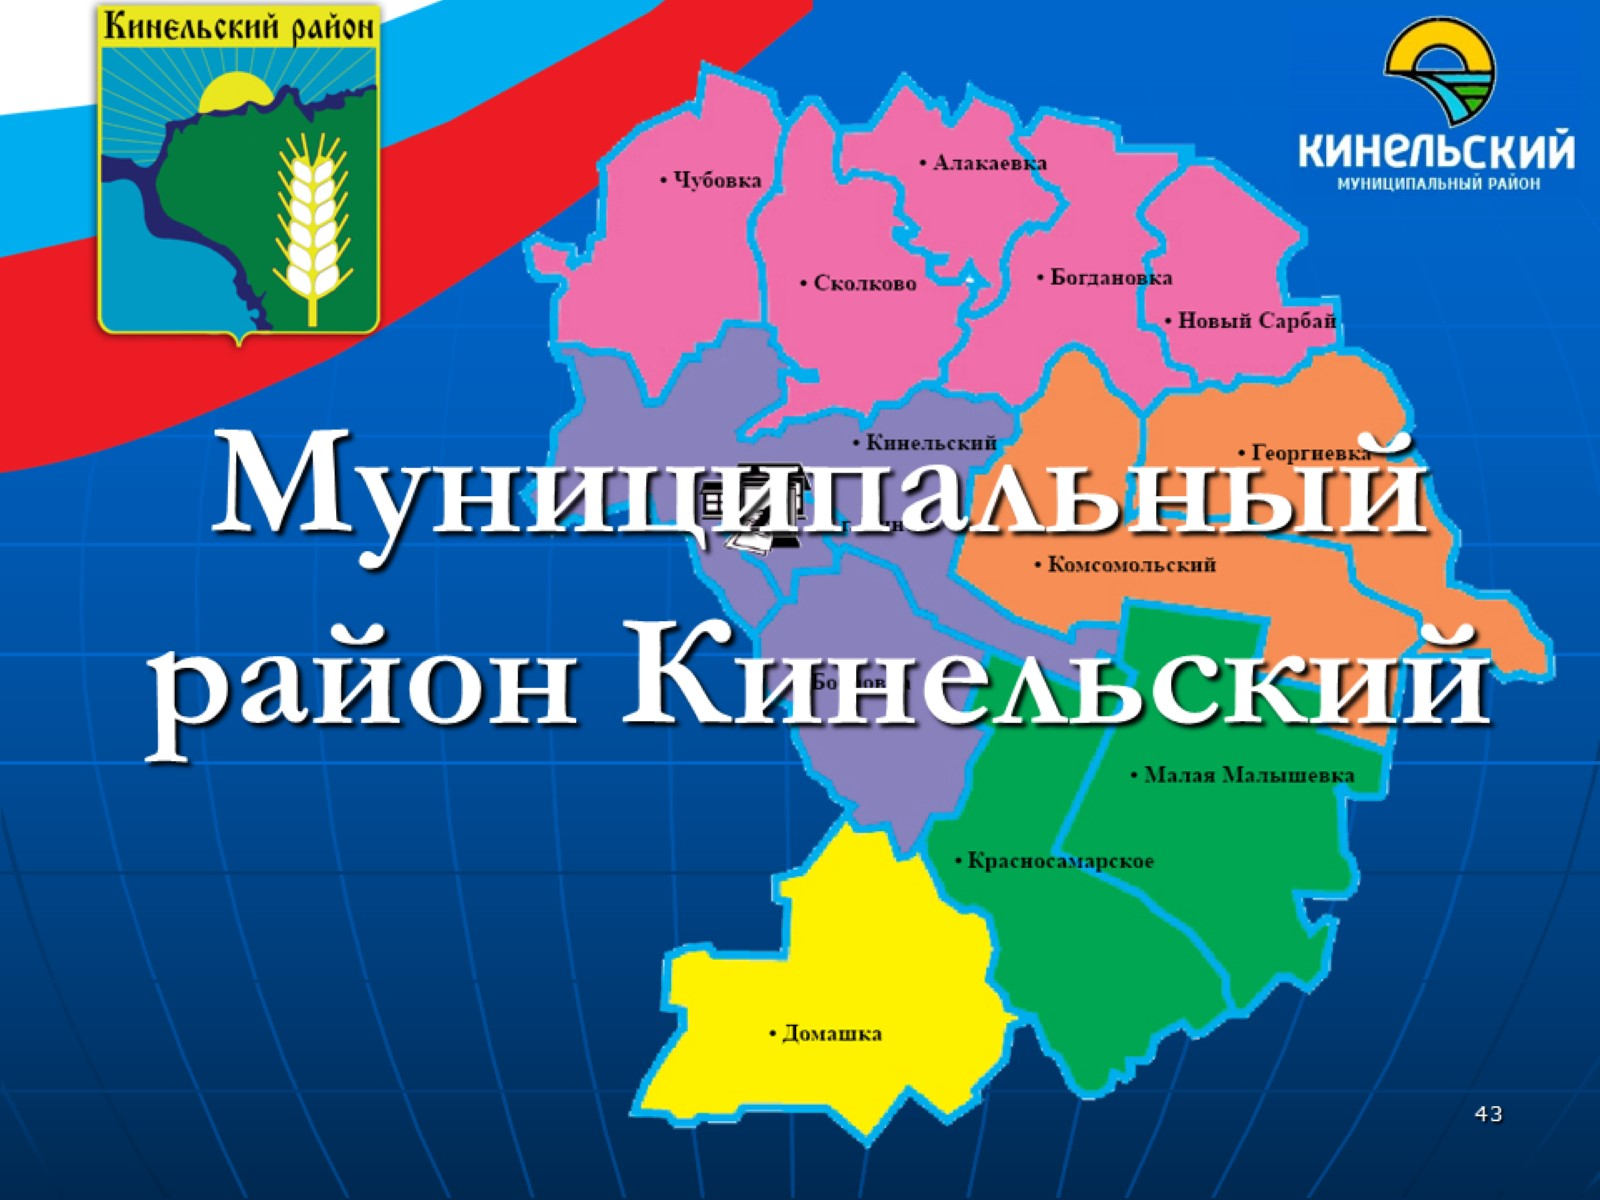 Кинельский район
КИНЕЛЬСКИЙ
МУНИЦИПАЛЬНЫЙ РАЙОН
• Чубовка
• Алакаевка
• Сколково
• Богдановка
• Новый Сарбай
• Кинельский
• Георгиевка
Муниципальный
• Комсомольский
район Кинельский
• Малая Малышевка
• Красносамарское
• Домашка
43